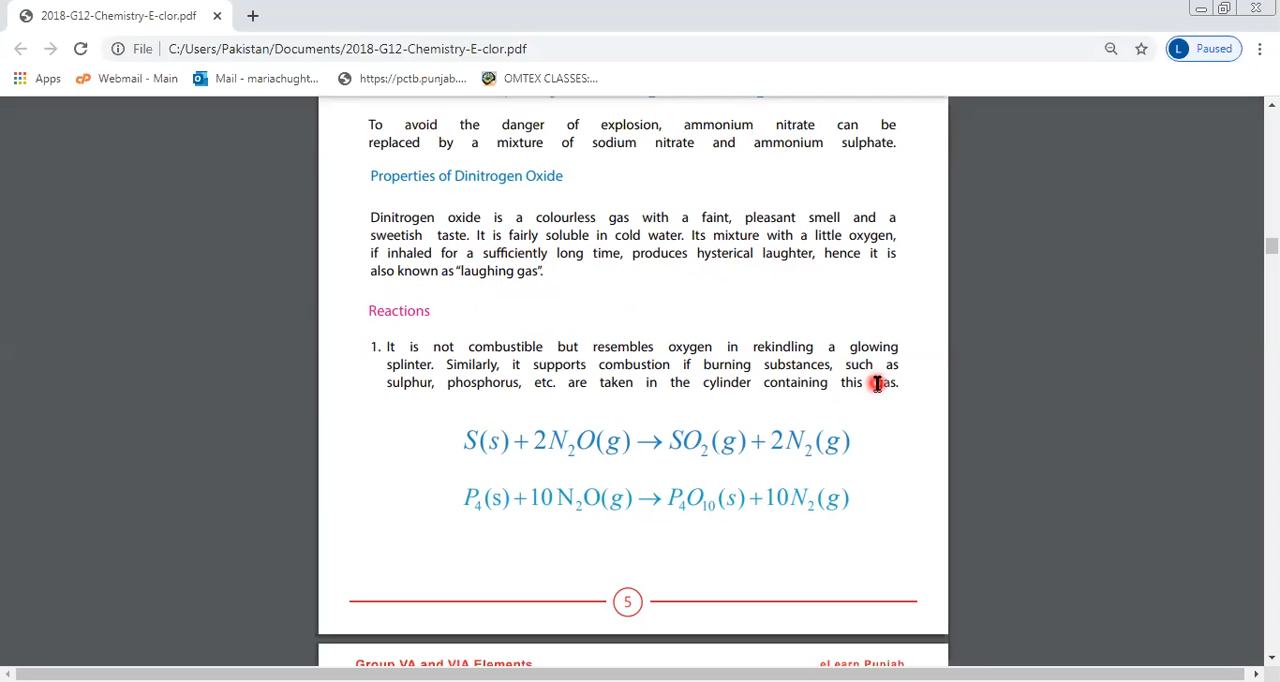 2018-G12-Chemistry-E-clor.pdf
File C:/Users/Pakistan/Documents/2018-G12-Chemistry-E-clor.pdf L Paused
Apps cP Webmail - Main Mail - mariachught... https://pctb.punjab.... OMTEX CLASSES:...
To avoid the danger of explosion, ammonium nitrate can be
replaced by a mixture of sodium nitrate and ammonium sulphate.
Properties of Dinitrogen Oxide
Dinitrogen oxide is a colourless gas with a faint, pleasant smell and a
sweetish taste. It is fairly soluble in cold water. Its mixture with a little oxygen,
if inhaled for a sufficiently long time, produces hysterical laughter, hence it is
also known as “laughing gas”.
Reactions
1. It is not combustible but resembles oxygen in rekindling a glowing
splinter. Similarly, it supports combustion if burning substances, such as
sulphur, phosphorus, etc. are taken in the cylinder containing this gas.
S(s) + 2N₂O(g) → SO₂(g) + 2N₂(g)
P₄(s) + 10 N₂O(g) → P₄O₁₀(s) + 10N₂(g)
5
Group VA and VIA Elements eLearn Punjab